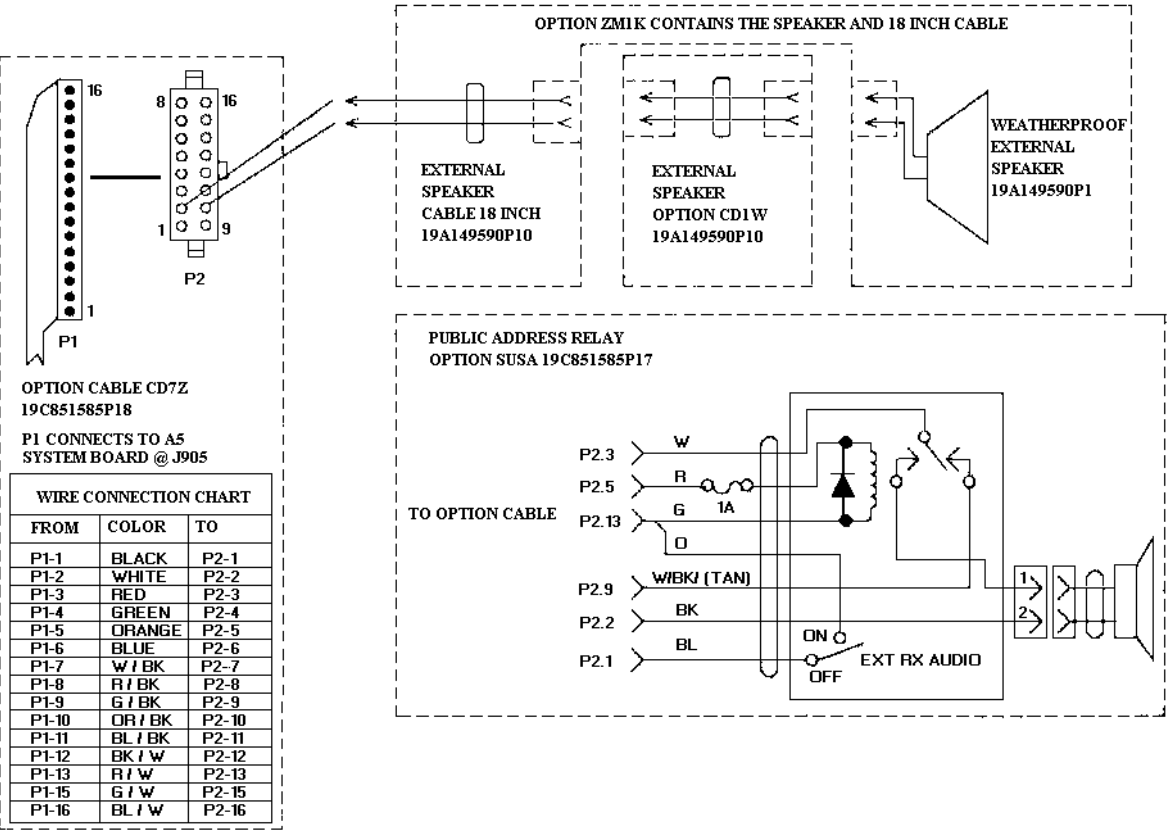 OPTION ZM1K CONTAINS THE SPEAKER AND 18 INCH CABLE
16
8
16
1
9
1
P1
P2
EXTERNAL
SPEAKER
CABLE 18 INCH
19A149590P10
EXTERNAL
SPEAKER
OPTION CD1W
19A149590P10
WEATHERPROOF
EXTERNAL
SPEAKER
19A149590P1
OPTION CABLE CD7Z
19C851585P18
P1 CONNECTS TO A5
SYSTEM BOARD @ J905
WIRE CONNECTION CHART
FROM COLOR TO
P1-1 BLACK P2-1
P1-2 WHITE P2-2
P1-3 RED P2-3
P1-4 GREEN P2-4
P1-5 ORANGE P2-5
P1-6 BLUE P2-6
P1-7 W / BK P2-7
P1-8 R / BK P2-8
P1-9 G / BK P2-9
P1-10 OR / BK P2-10
P1-11 BL / BK P2-11
P1-12 BK / W P2-12
P1-13 R / W P2-13
P1-15 G / W P2-15
P1-16 BL / W P2-16
PUBLIC ADDRESS RELAY
OPTION SUSA 19C851585P17
TO OPTION CABLE
P2.3 W
P2.5 R
1A
P2.13 G
O
P2.9 W/BK/ (TAN)
P2.2 BK
P2.1 BL
ON
OFF
EXT RX AUDIO
1
2